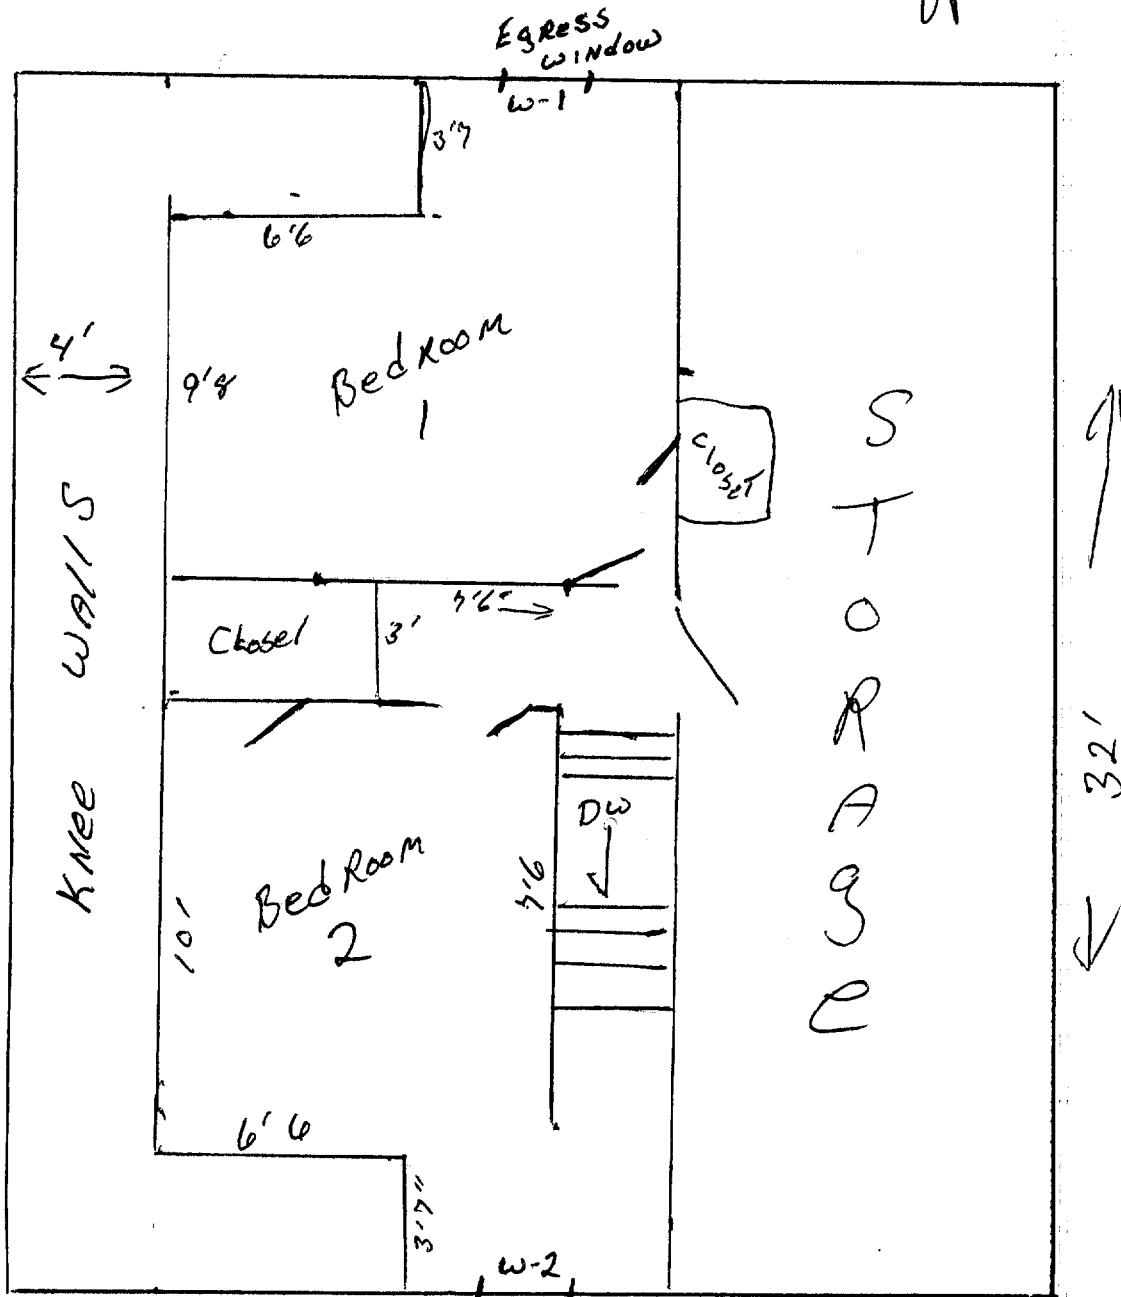 Egress
window
w-1
3'7
6'6
4'
9'8
Bedroom
1
Closet
Knee Walls
Closet
3'
7'6"
Storage
32'
DW
Bedroom
2
10'
6'6
3'7"
w-2